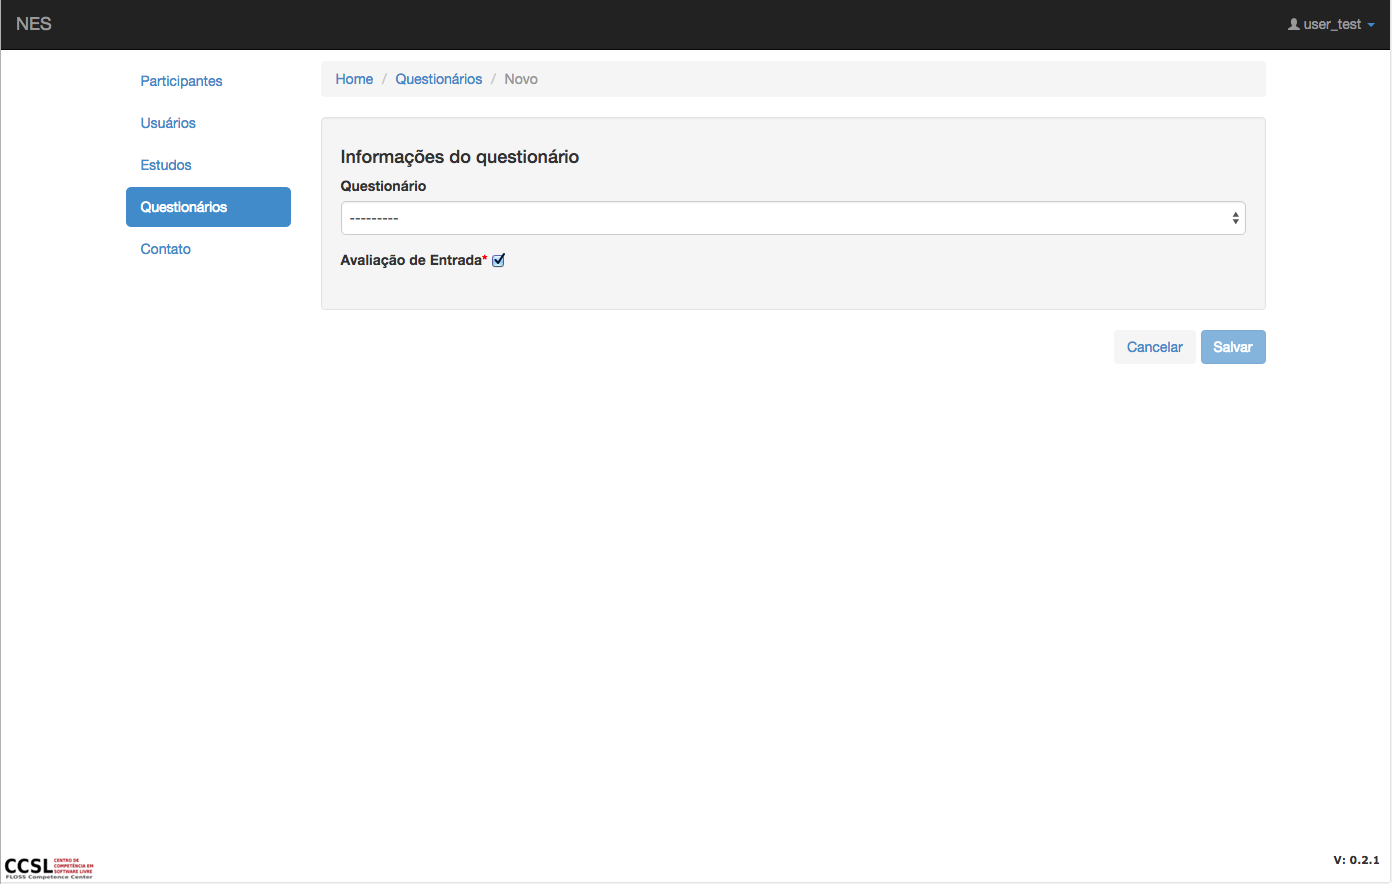 NES
user_test
Participantes
Usuários
Estudos
Questionários
Contato
Home / Questionários / Novo
Informações do questionário
Questionário
---------
Avaliação de Entrada*
Cancelar
Salvar
CCSL
CENTRO DE
COMPETÊNCIA EM
SOFTWARE LIVRE
FLOSS Competence Center
V: 0.2.1